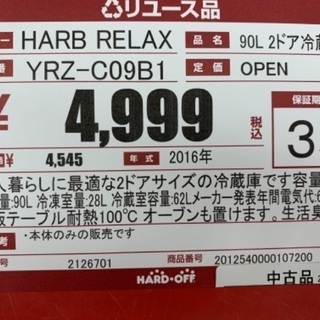 リユース品
ー HARB RELAX 品名 90L 2ドア冷蔵
番 YRZ-C09B1 定価 OPEN
¥ 4,999 税込 保証期
¥ 4,545 年式 2016年 3
人暮らしに最適な2ドアサイズの冷蔵庫です容量
量:90L 冷凍室:28L 冷蔵室容量:62Lメーカー発表年間電気代:6
板テーブル耐熱100℃ オープンも置けます。生活臭
考 ・本体のみの販売です
2126701 2012540000107200
HARD・OFF 中古品